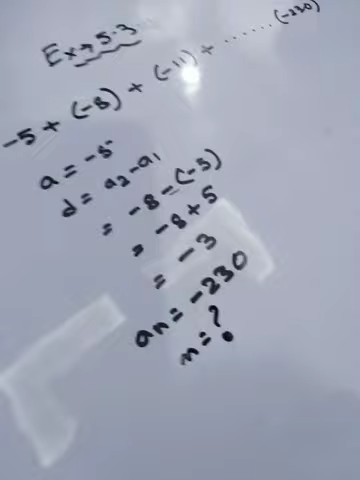 Ex→5.3
-5 + (-8) + (-11) + ....... (-230)
a = -5
d = a2 - a1
= -8 - (-5)
= -8 + 5
= -3
an = -230
n = ?